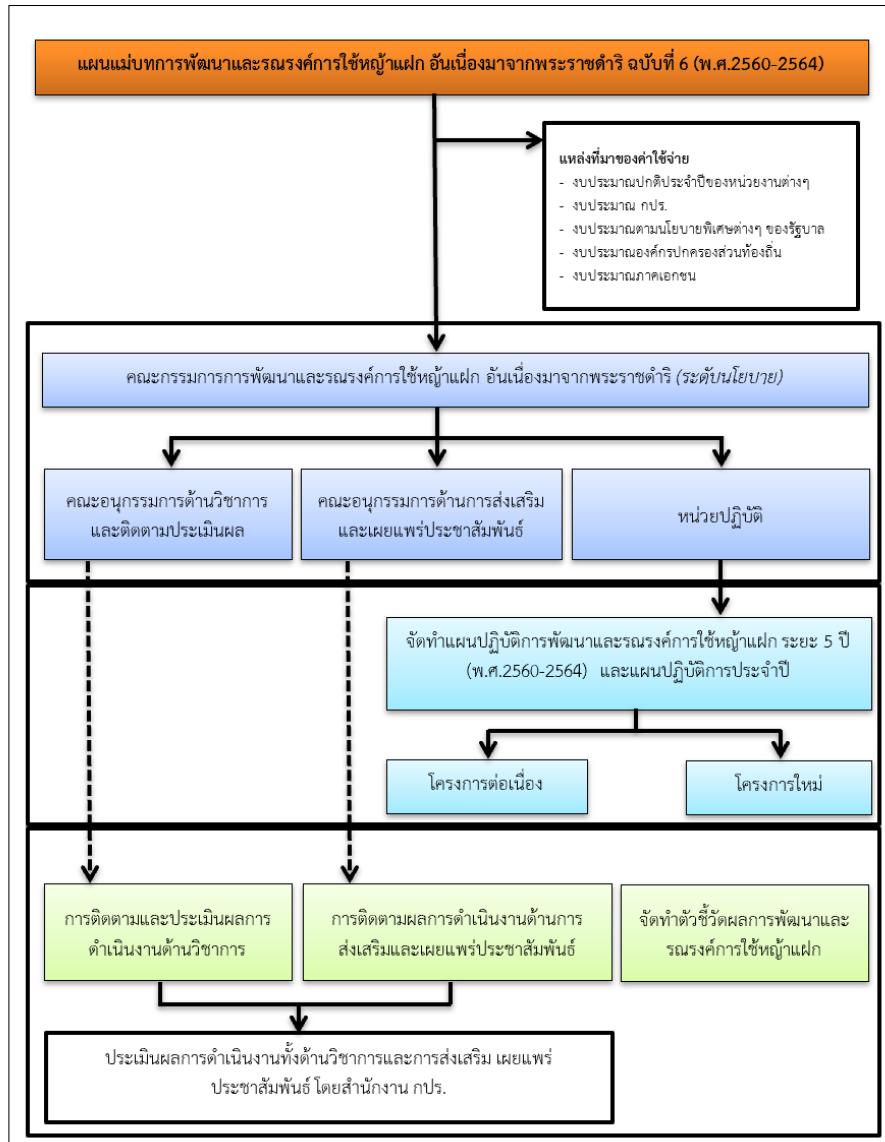 แผนแม่บทการพัฒนาและรณรงค์การใช้หญ้าแฝก อันเนื่องมาจากพระราชดำริ ฉบับที่ 6 (พ.ศ.2560-2564)
แหล่งที่มาของค่าใช้จ่าย
- งบประมาณปกติประจำปีของหน่วยงานต่างๆ
- งบประมาณ กปร.
- งบประมาณตามนโยบายพิเศษต่างๆ ของรัฐบาล
- งบประมาณองค์กรปกครองส่วนท้องถิ่น
- งบประมาณภาคเอกชน
คณะกรรมการการพัฒนาและรณรงค์การใช้หญ้าแฝก อันเนื่องมาจากพระราชดำริ (ระดับนโยบาย)
คณะอนุกรรมการด้านวิชาการ
และติดตามประเมินผล
คณะอนุกรรมการด้านการส่งเสริม
และเผยแพร่ประชาสัมพันธ์
หน่วยปฏิบัติ
จัดทำแผนปฏิบัติการพัฒนาและรณรงค์การใช้หญ้าแฝก ระยะ 5 ปี
(พ.ศ.2560-2564) และแผนปฏิบัติการประจำปี
โครงการต่อเนื่อง
โครงการใหม่
การติดตามและประเมินผลการ
ดำเนินงานด้านวิชาการ
การติดตามผลการดำเนินงานด้านการ
ส่งเสริมและเผยแพร่ประชาสัมพันธ์
จัดทำตัวชี้วัดผลการพัฒนาและ
รณรงค์การใช้หญ้าแฝก
ประเมินผลการดำเนินงานทั้งด้านวิชาการและการส่งเสริม เผยแพร่
ประชาสัมพันธ์ โดยสำนักงาน กปร.